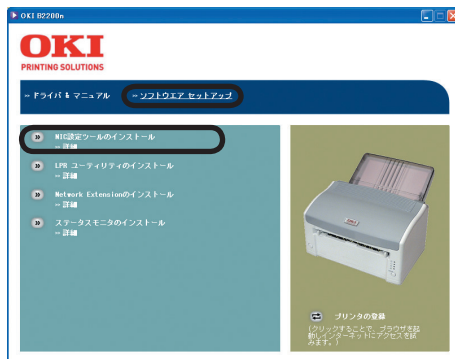 OKI B2200n
OKI
PRINTING SOLUTIONS
» ドライバ & マニュアル
» ソフトウエア セットアップ
NIC設定ツールのインストール
» 詳細
LPR ユーティリティのインストール
» 詳細
Network Extensionのインストール
» 詳細
ステータスモニタのインストール
» 詳細
プリンタの登録
(クリックすることで、ブラウザを起
動しインターネットにアクセスを試
みます。)